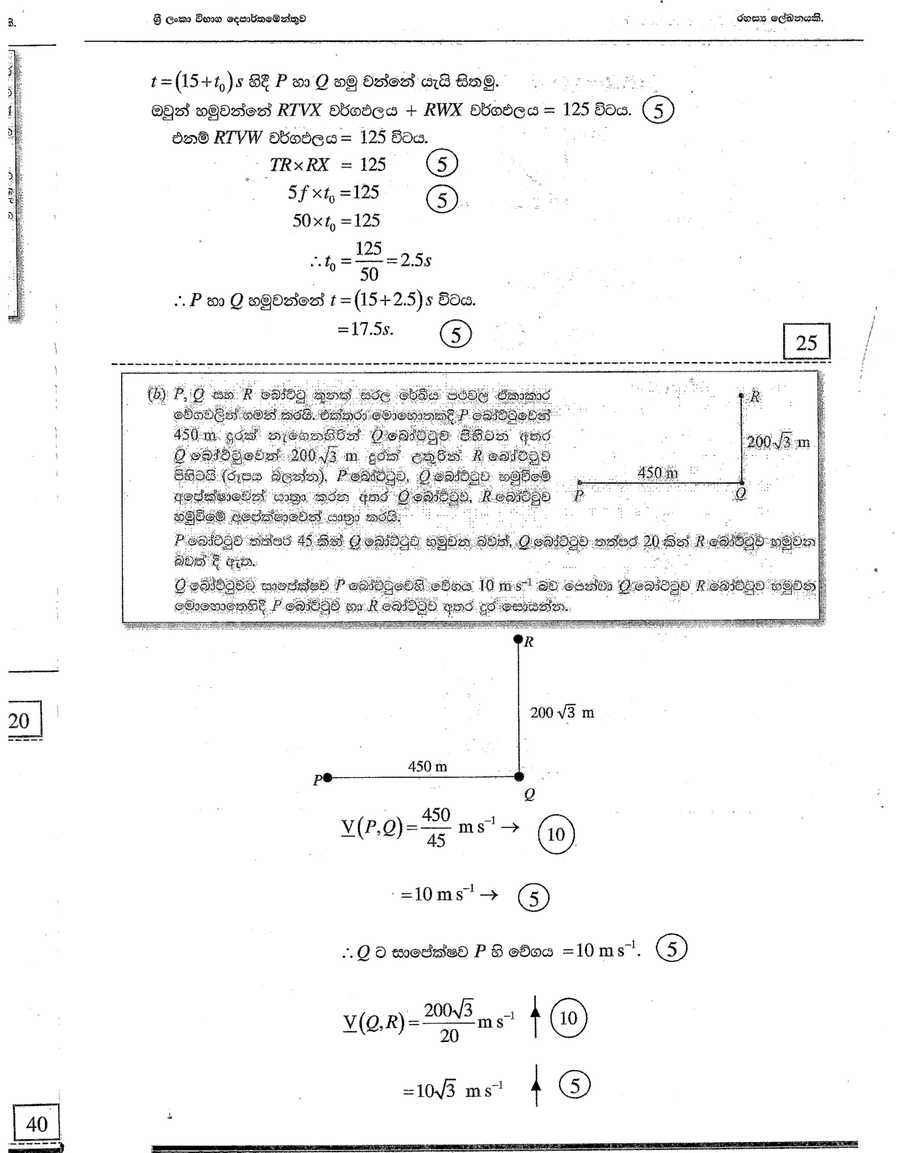 ශ්‍රී ලංකා විභාග දෙපාර්තමේන්තුව
රහස්‍ය ලේඛනයකි.
t = (15+t₀) s හිදී P හා Q හමු වන්නේ යැයි සිතමු.
ඔවුන් හමුවන්නේ RTVX වර්ගඵලය + RWX වර්ගඵලය = 125 විටය. 5
එනම් RTVW වර්ගඵලය = 125 විටය.
TR × RX = 125 5
5f × t₀ = 125 5
50 × t₀ = 125
∴ t₀ = 125/50 = 2.5s
∴ P හා Q හමුවන්නේ t = (15+2.5) s විටය.
= 17.5s. 5
25
(b) P, Q සහ R බෝට්ටු තුනක් සරල රේඛීය පථවල ඒකාකාර
වේගවලින් ගමන් කරයි. එක්තරා මොහොතකදී P බෝට්ටුවෙන්
450 m දුරක් නැගෙනහිරින් Q බෝට්ටුව පිහිටන අතර
Q බෝට්ටුවෙන් 200√3 m දුරක් උතුරින් R බෝට්ටුව
පිහිටයි (රූපය බලන්න). P බෝට්ටුව, Q බෝට්ටුව හමුවීමේ
අපේක්ෂාවෙන් යාත්‍රා කරන අතර Q බෝට්ටුව, R බෝට්ටුව
හමුවීමේ අපේක්ෂාවෙන් යාත්‍රා කරයි.
R
200√3 m
450 m
P
Q
P බෝට්ටුව තත්පර 45 කින් Q බෝට්ටුව හමුවන බවත්, Q බෝට්ටුව තත්පර 20 කින් R බෝට්ටුව හමුවන
බවත් දී ඇත.
Q බෝට්ටුවට සාපේක්ෂව P බෝට්ටුවෙහි වේගය 10 m s⁻¹ බව පෙන්වා Q බෝට්ටුව R බෝට්ටුව හමුවන
මොහොතෙහිදී P බෝට්ටුව හා R බෝට්ටුව අතර දුර සොයන්න.
R
20
200√3 m
450 m
P
Q
V(P,Q) = 450/45 m s⁻¹ → 10
= 10 m s⁻¹ → 5
∴ Q ට සාපේක්ෂව P හි වේගය = 10 m s⁻¹. 5
V(Q,R) = 200√3/20 m s⁻¹ ↑ 10
= 10√3 m s⁻¹ ↑ 5
40